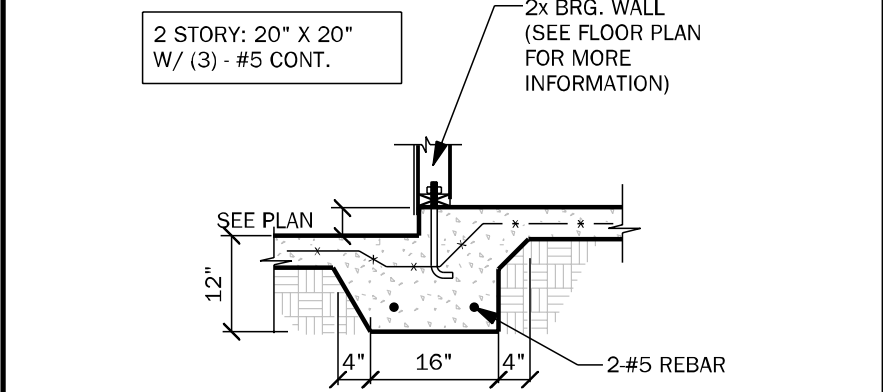 2 STORY: 20" X 20"
W/ (3) - #5 CONT.
2x BRG. WALL
(SEE FLOOR PLAN
FOR MORE
INFORMATION)
SEE PLAN
12"
4"
16"
4"
2-#5 REBAR